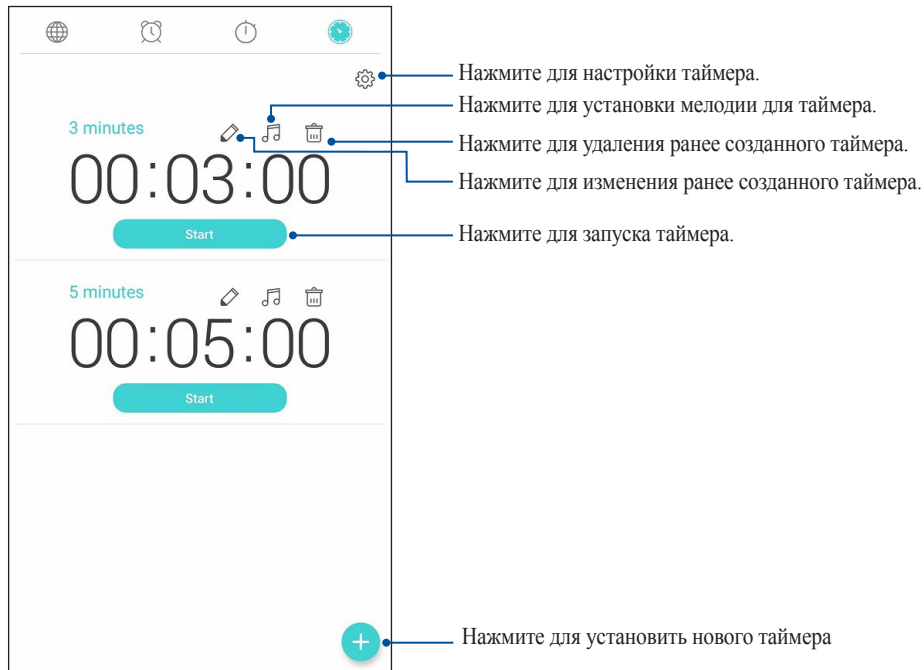 Нажмите для настройки таймера.
Нажмите для установки мелодии для таймера.
3 minutes
Нажмите для удаления ранее созданного таймера.
00:03:00
Нажмите для изменения ранее созданного таймера.
Start
Нажмите для запуска таймера.
5 minutes
00:05:00
Start
Нажмите для установить нового таймера